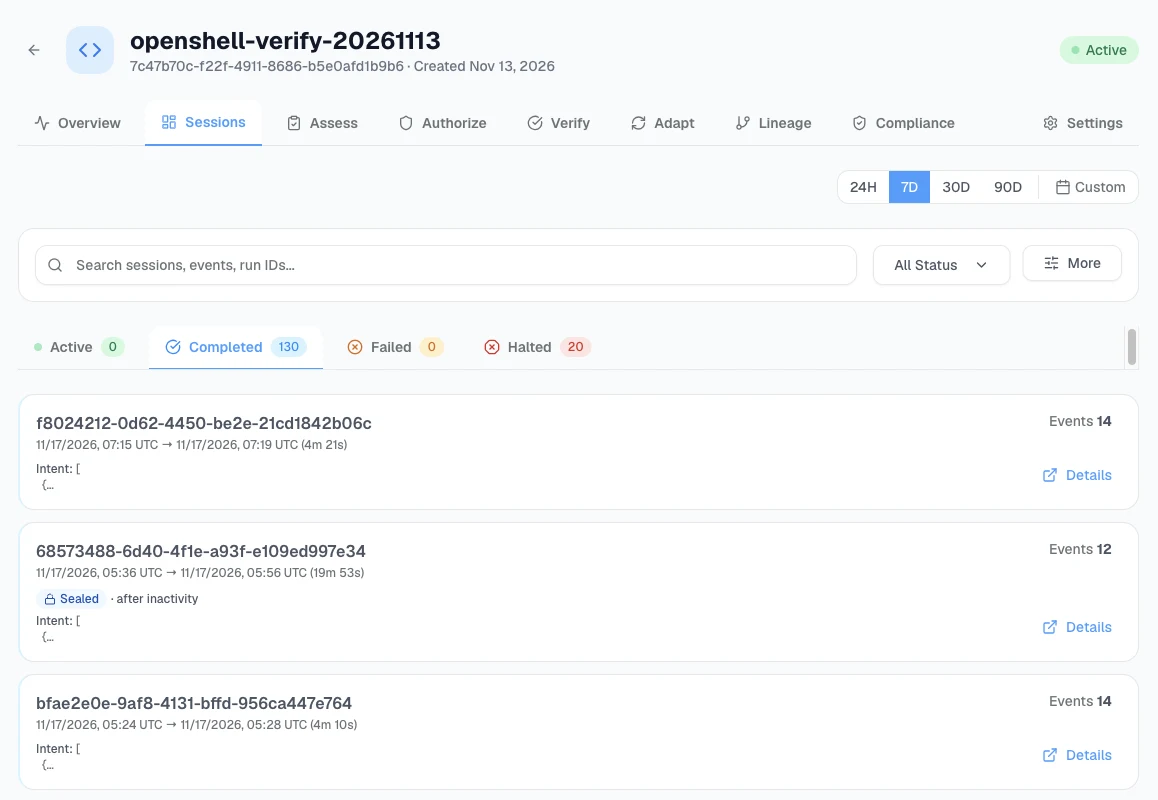 openshell-verify-20261113
7c47b70c-f22f-4911-8686-b5e0afd1b9b6 · Created Nov 13, 2026
Active
Overview
Sessions
Assess
Authorize
Verify
Adapt
Lineage
Compliance
Settings
24H
7D
30D
90D
Custom
Search sessions, events, run IDs...
All Status
More
Active 0
Completed 130
Failed 0
Halted 20
f8024212-0d62-4450-be2e-21cd1842b06c
Events 14
11/17/2026, 07:15 UTC → 11/17/2026, 07:19 UTC (4m 21s)
Intent: [
{...
Details
68573488-6d40-4f1e-a93f-e109ed997e34
Events 12
11/17/2026, 05:36 UTC → 11/17/2026, 05:56 UTC (19m 53s)
Sealed · after inactivity
Intent: [
{...
Details
bfae2e0e-9af8-4131-bffd-956ca447e764
Events 14
11/17/2026, 05:24 UTC → 11/17/2026, 05:28 UTC (4m 10s)
Intent: [
{...
Details